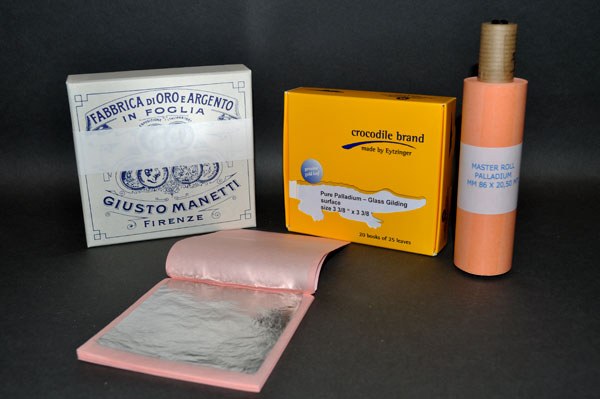 FABBRICA DI ORO E ARGENTO
IN FOGLIA
GIUSTO MANETTI
FIRENZE
crocodile brand
made by Eytzinger
Pure Palladium – Glass Gilding
surface
size 3 3/8 " x 3 3/8
20 books of 25 leaves
MASTER ROLL
PALLADIUM
MM 86 X 20,50